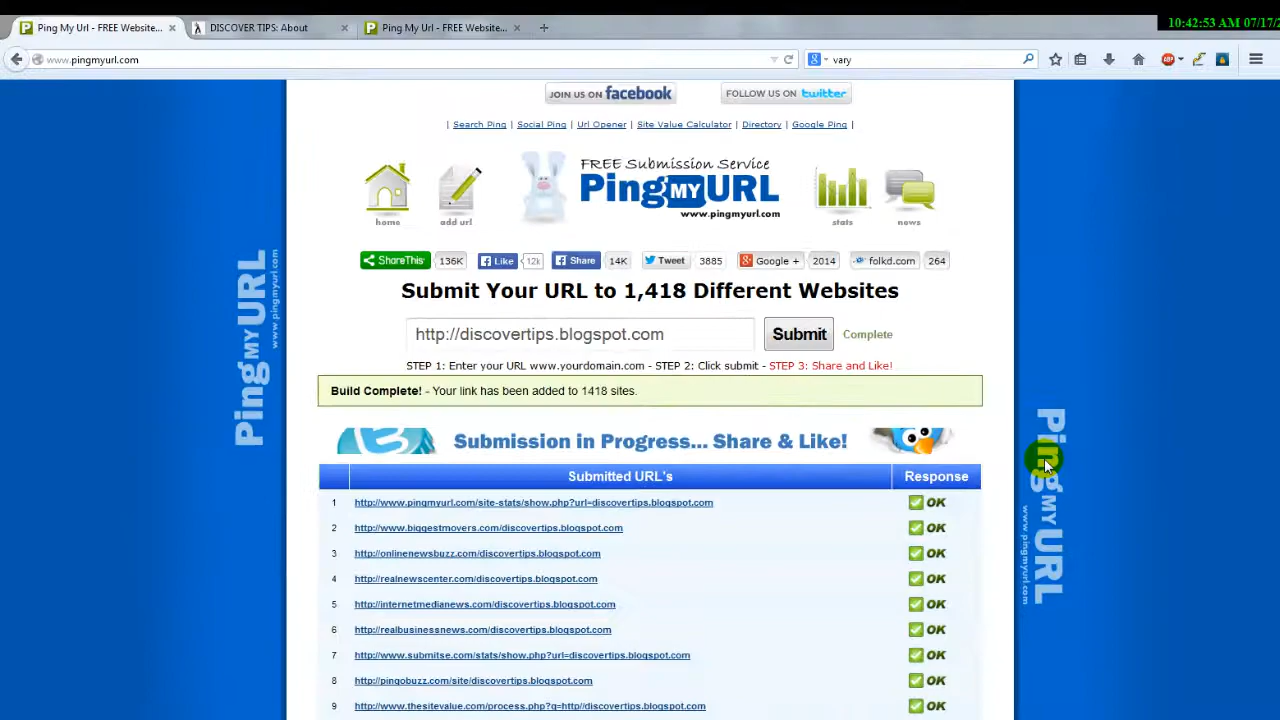 10:42:53 AM 07/17/2
Ping My Url - FREE Website...
DISCOVER TIPS: About
Ping My Url - FREE Website...
www.pingmyurl.com
vary
JOIN US ON facebook
FOLLOW US ON twitter
| Search Ping | Social Ping | Url Opener | Site Value Calculator | Directory | Google Ping |
FREE Submission Service
PingMYURL
www.pingmyurl.com
home
add url
stats
news
ShareThis 136K
Like 12k
Share 14K
Tweet 3885
Google + 2014
folkd.com 264
Submit Your URL to 1,418 Different Websites
http://discovertips.blogspot.com
Submit
Complete
STEP 1: Enter your URL www.yourdomain.com - STEP 2: Click submit - STEP 3: Share and Like!
Build Complete! - Your link has been added to 1418 sites.
Submission in Progress... Share & Like!
Submitted URL's Response
1 http://www.pingmyurl.com/site-stats/show.php?url=discovertips.blogspot.com OK
2 http://www.biggestmovers.com/discovertips.blogspot.com OK
3 http://onlinenewsbuzz.com/discovertips.blogspot.com OK
4 http://realnewscenter.com/discovertips.blogspot.com OK
5 http://internetmedianews.com/discovertips.blogspot.com OK
6 http://realbusinessnews.com/discovertips.blogspot.com OK
7 http://www.submitse.com/stats/show.php?url=discovertips.blogspot.com OK
8 http://pingobuzz.com/site/discovertips.blogspot.com OK
9 http://www.thesitevalue.com/process.php?q=http//discovertips.blogspot.com OK
PingMYURL
www.pingmyurl.com
PingMYURL
www.pingmyurl.com